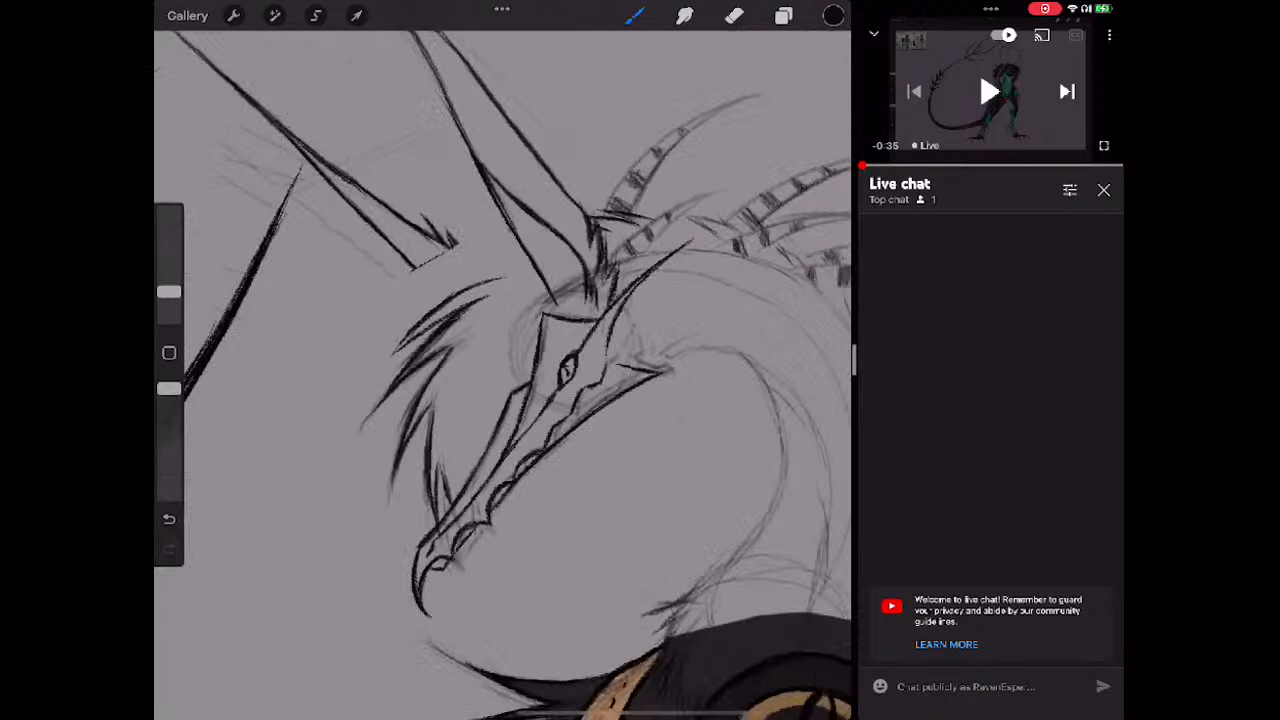 Gallery
-0:35
Live
Live chat
Top chat 1
Welcome to live chat! Remember to guard
your privacy and abide by our community
guidelines.
LEARN MORE
Chat publicly as RavenEsper...